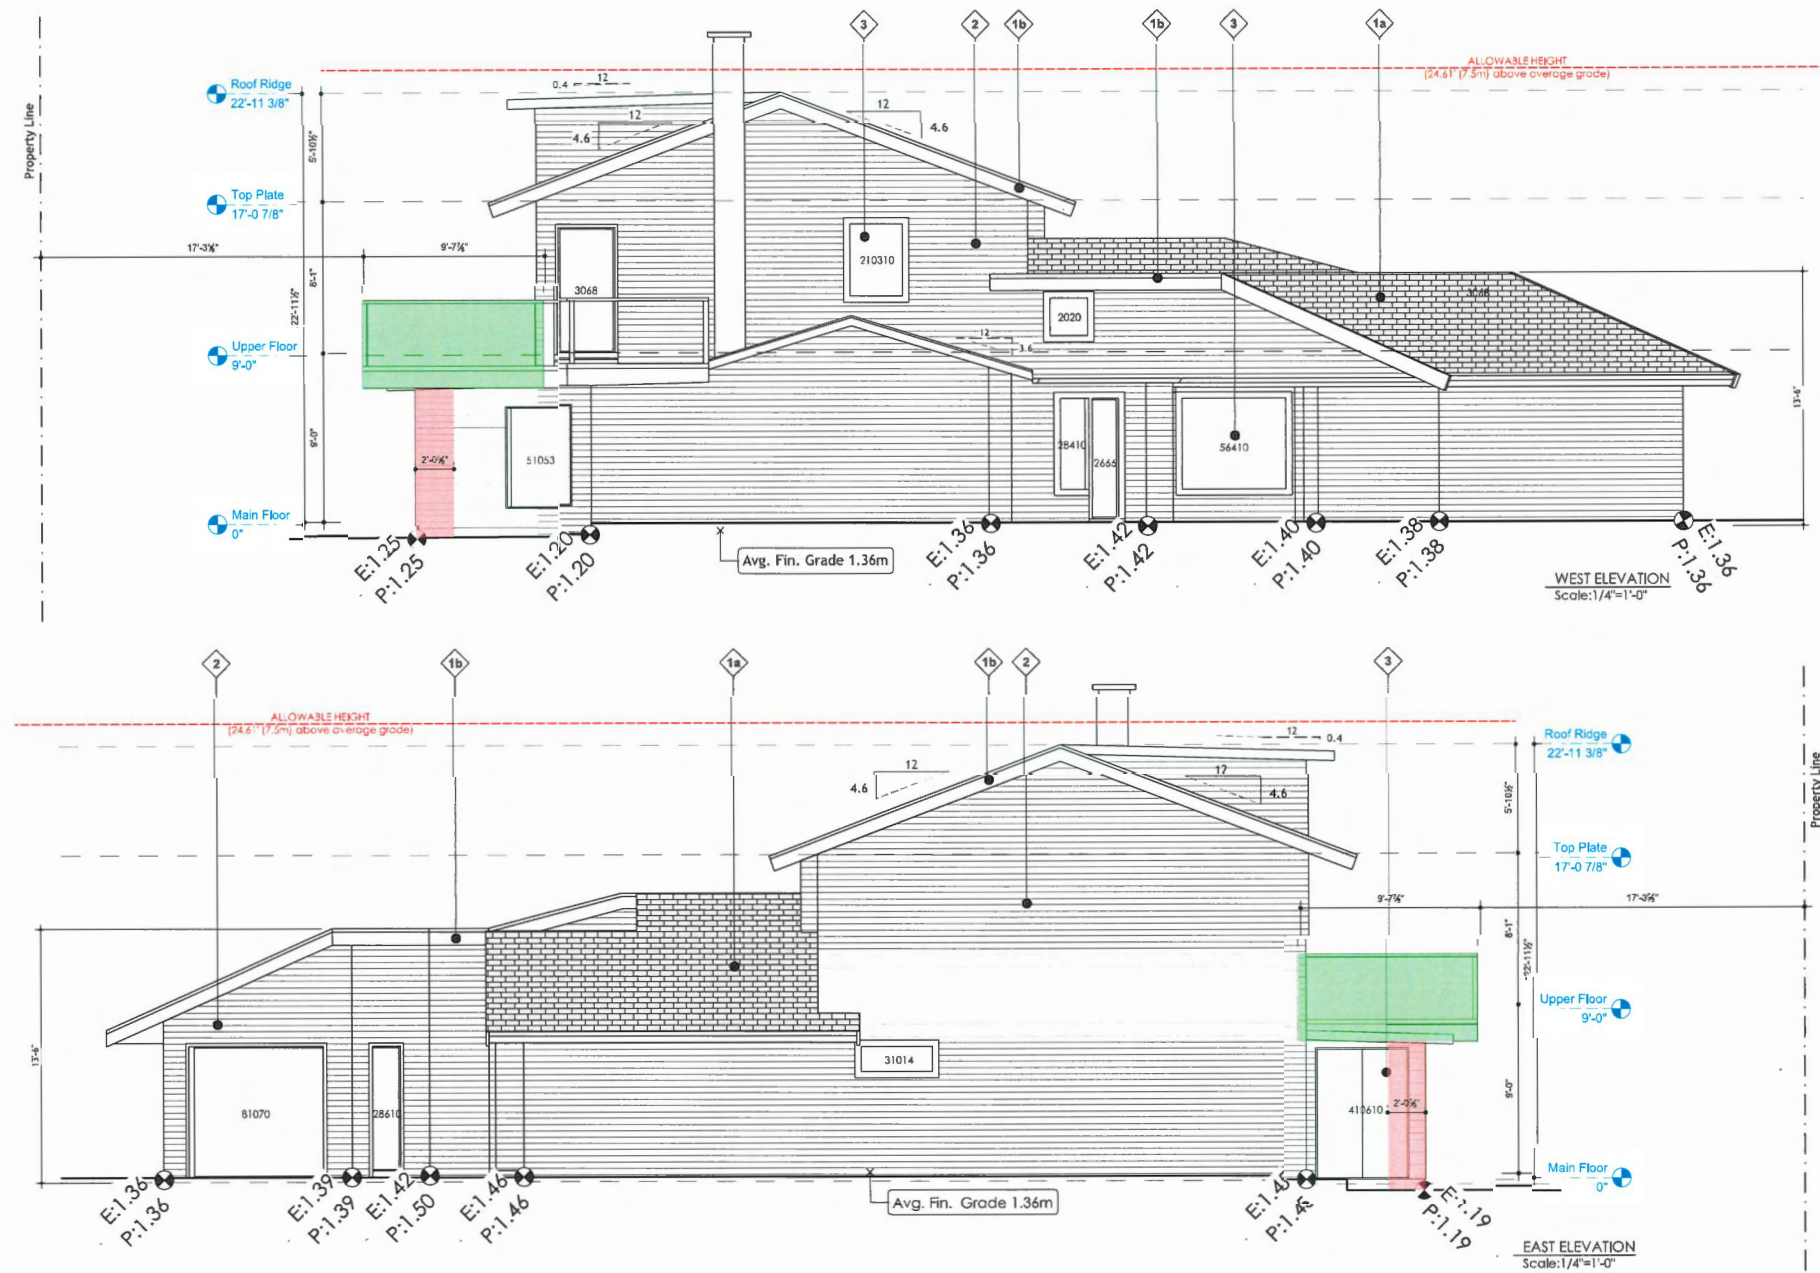 3
2
1b
1b
3
1a
ALLOWABLE HEIGHT
(24.61' (7.5m) above average grade)
Property Line
Roof Ridge
22'-11 3/8"
0.4
12
12
4.6
12
4.6
5'-10½"
Top Plate
17'-0 7/8"
17'-3⅝"
9'-7⅞"
8'-1"
22'-11½"
210310
3068
2020
12
3.6
Upper Floor
9'-0"
13'-6"
9'-0"
2'-0⅝"
51053
28410
2666
56410
Main Floor
0"
E:1.25
P:1.25
E:1.20
P:1.20
Avg. Fin. Grade 1.36m
E:1.36
P:1.36
E:1.42
P:1.42
E:1.40
P:1.40
E:1.38
P:1.38
E:1.36
P:1.36
WEST ELEVATION
Scale:1/4"=1'-0"
2
1b
1a
1b
2
3
ALLOWABLE HEIGHT
(24.61' (7.5m) above average grade)
12
0.4
Roof Ridge
22'-11 3/8"
Property Line
12
4.6
12
4.6
5'-10½"
Top Plate
17'-0 7/8"
9'-7⅞"
17'-3⅝"
8'-1"
22'-11½"
Upper Floor
9'-0"
13'-6"
31014
81070
28610
410610
2'-0⅝"
9'-0"
Main Floor
0"
E:1.36
P:1.36
E:1.39
P:1.39
E:1.42
P:1.50
E:1.46
P:1.46
Avg. Fin. Grade 1.36m
E:1.45
E:1.19
P:1.19
EAST ELEVATION
Scale:1/4"=1'-0"